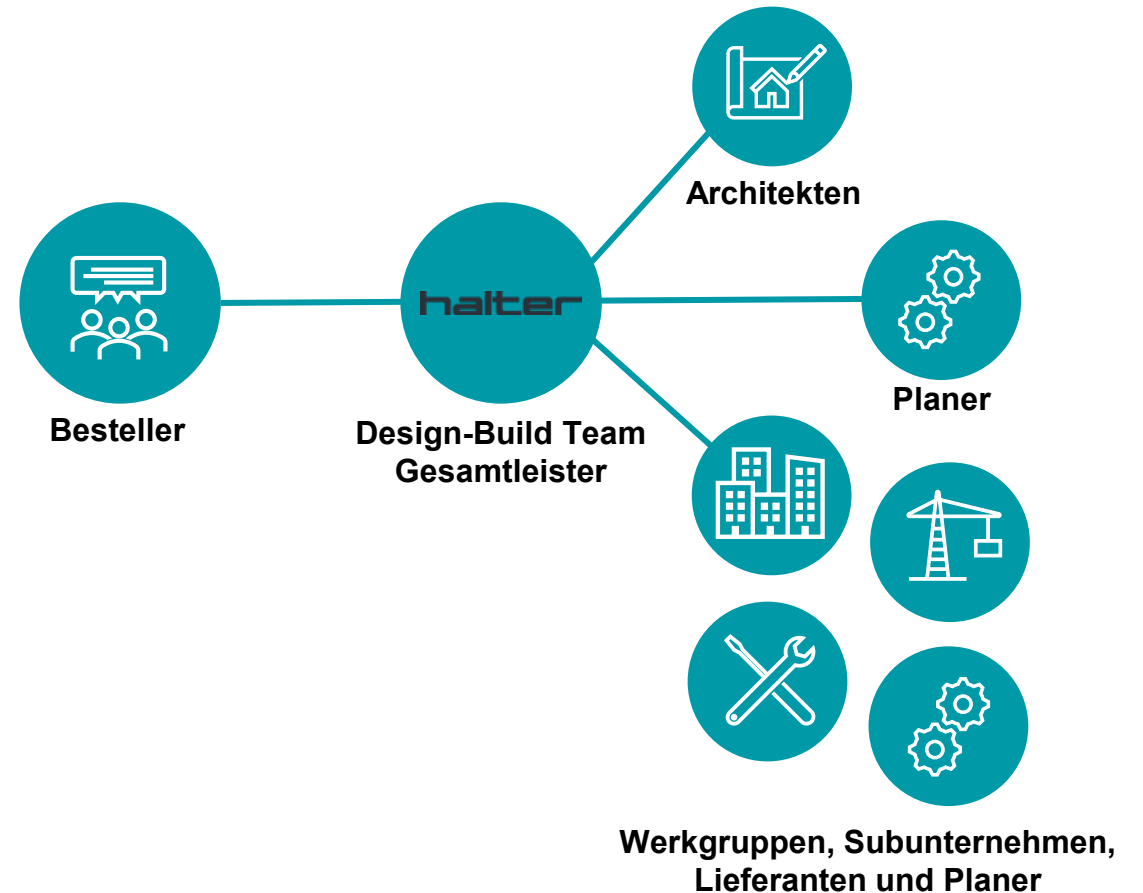 Architekten
halter
Planer
Besteller
Design-Build Team
Gesamtleister
Werkgruppen, Subunternehmen,
Lieferanten und Planer